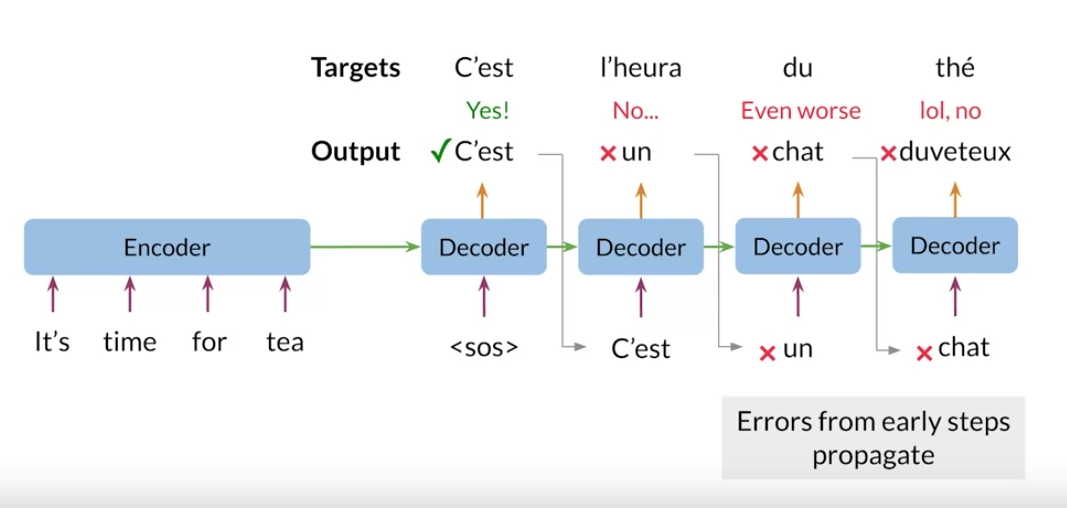 Targets C'est l'heura du thé
Yes! No... Even worse lol, no
Output ✓C'est ×un ×chat ×duveteux
Encoder Decoder Decoder Decoder Decoder
It's time for tea <sos> C'est × un × chat
Errors from early steps
propagate